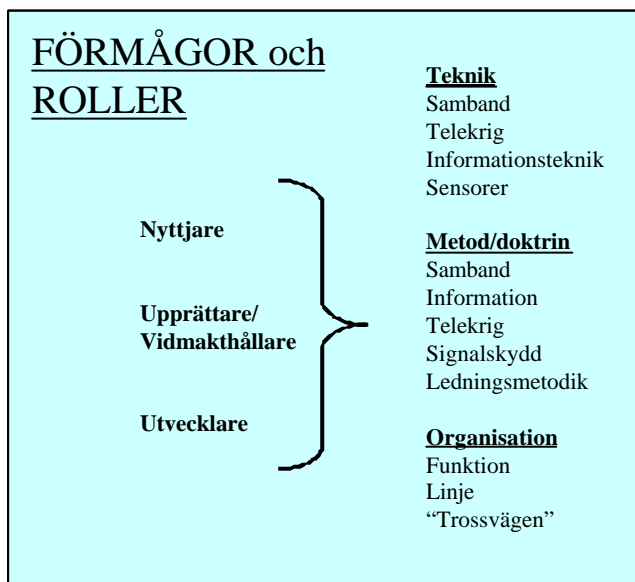 FÖRMÅGOR och
ROLLER
Nyttjare
Upprättare/
Vidmakthållare
Utvecklare
Teknik
Samband
Telekrig
Informationsteknik
Sensorer
Metod/doktrin
Samband
Information
Telekrig
Signalskydd
Ledningsmetodik
Organisation
Funktion
Linje
“Trossvägen”